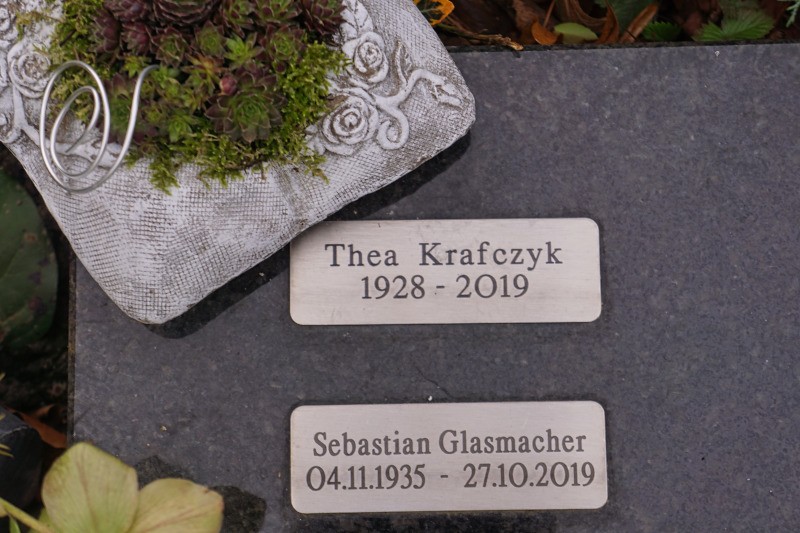 Thea Krafczyk
1928 - 2019
Sebastian Glasmacher
04.11.1935 - 27.10.2019